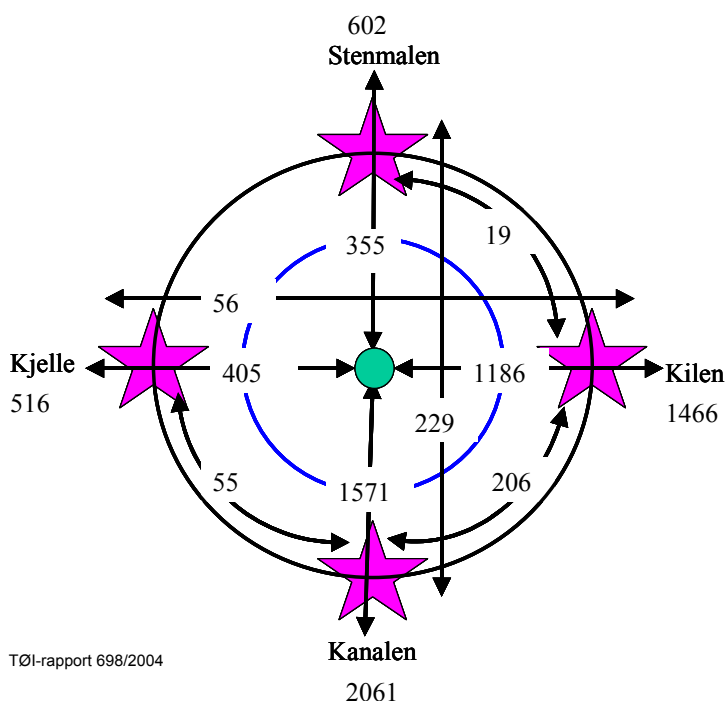 602
Stenmalen
19
355
56
Kjelle
405
1186
Kilen
516
1466
229
55
206
1571
Kanalen
TØI-rapport 698/2004
2061